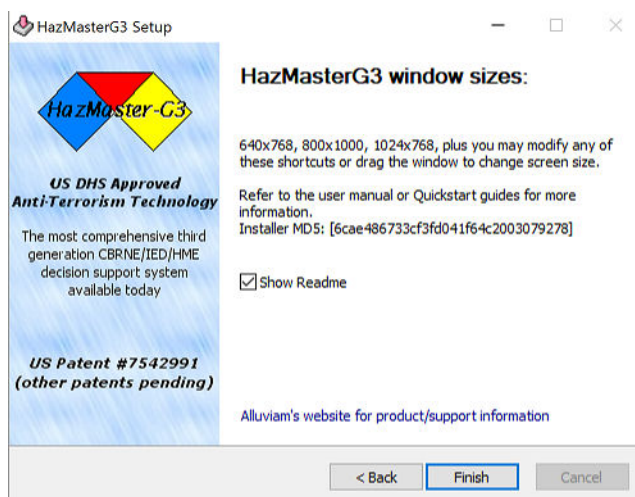 HazMasterG3 Setup
HazMaster-G3
US DHS Approved
Anti-Terrorism Technology
The most comprehensive third
generation CBRNE/IED/HME
decision support system
available today
US Patent #7542991
(other patents pending)
HazMasterG3 window sizes:
640x768, 800x1000, 1024x768, plus you may modify any of
these shortcuts or drag the window to change screen size.
Refer to the user manual or Quickstart guides for more
information.
Installer MD5: [6cae486733cf3fd041f64c2003079278]
Show Readme
Alluviam's website for product/support information
< Back
Finish
Cancel